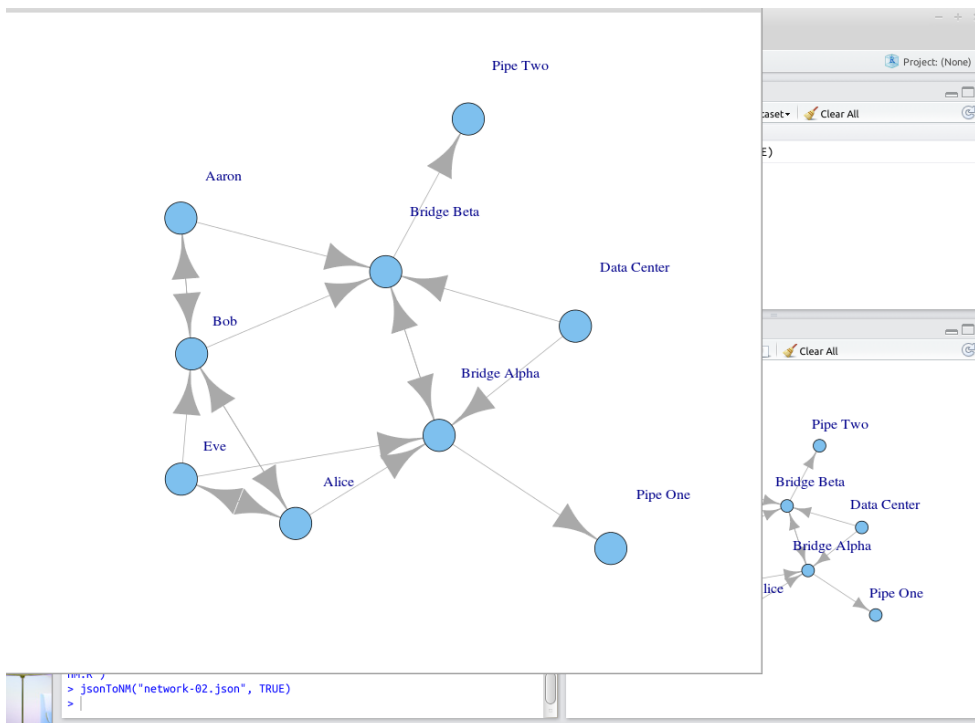 Pipe Two
Project: (None)
Aaron
taset
Clear All
E)
Bridge Beta
Data Center
Bob
Clear All
Bridge Alpha
Pipe Two
Eve
Alice
Pipe One
Bridge Beta
Data Center
Bridge Alpha
lice
Pipe One
> jsonToNM("network-02.json", TRUE)
>